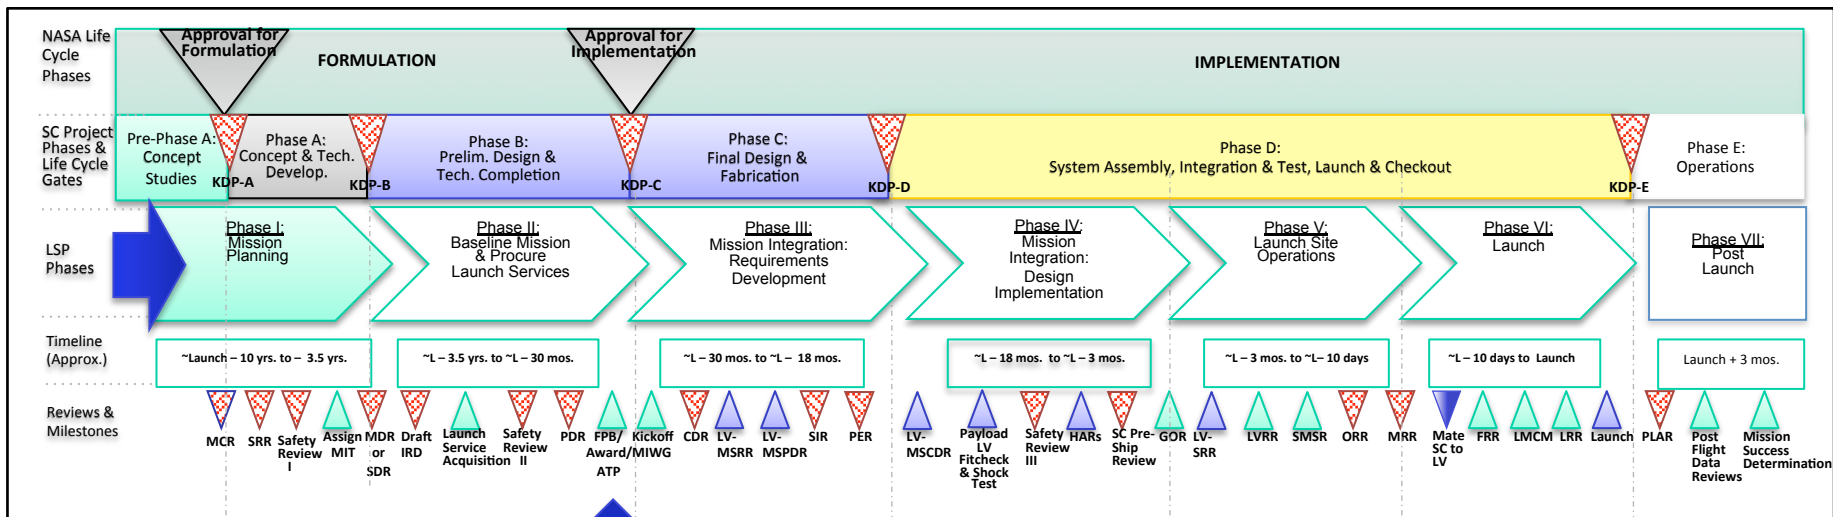 NASA Life
Cycle
Phases
Approval for
Formulation
FORMULATION
Approval for
Implementation
IMPLEMENTATION
SC Project
Phases &
Life Cycle
Gates
Pre-Phase A:
Concept
Studies
KDP-A
Phase A:
Concept & Tech.
Develop.
KDP-B
Phase B:
Prelim. Design &
Tech. Completion
KDP-C
Phase C:
Final Design &
Fabrication
KDP-D
Phase D:
System Assembly, Integration & Test, Launch & Checkout
KDP-E
Phase E:
Operations
LSP
Phases
Phase I:
Mission
Planning
Phase II:
Baseline Mission
& Procure
Launch Services
Phase III:
Mission Integration:
Requirements
Development
Phase IV:
Mission
Integration:
Design
Implementation
Phase V:
Launch Site
Operations
Phase VI:
Launch
Phase VII:
Post
Launch
Timeline
(Approx.)
~Launch – 10 yrs. to – 3.5 yrs.
~L – 3.5 yrs. to ~L – 30 mos.
~L – 30 mos. to ~L – 18 mo.
~L – 18 mos. to ~L – 3 mo.
~L – 3 mos. to ~L– 10 days
~L – 10 days to Launch
Launch + 3 mos.
Reviews &
Milestones
MCR
SRR
Safety
Review
I
Assign
MIT
MDR
or
SDR
Draft
IRD
Launch
Service
Acquisition
Safety
Review
II
PDR
FPB/
Award/
ATP
Kickoff
MIWG
CDR
LV-
MSRR
LV-
MSPDR
SIR
PER
LV-
MSCDR
Payload
LV
Fitcheck
& Shock
Test
Safety
Review
III
HARs
SC Pre-
Ship
Review
GOR
LV-
SRR
LVRR
SMSR
ORR
MRR
Mate
SC to
LV
FRR
LMCM
LRR
Launch
PLAR
Post
Flight
Data
Reviews
Mission
Success
Determination